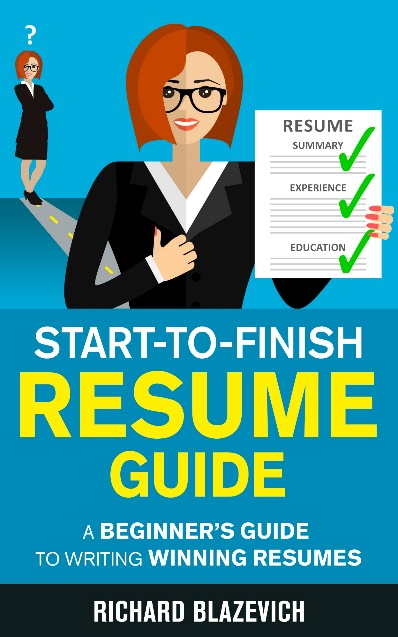 ?
RESUME
SUMMARY
EXPERIENCE
EDUCATION
START-TO-FINISH
RESUME
GUIDE
A BEGINNER'S GUIDE
TO WRITING WINNING RESUMES
RICHARD BLAZEVICH